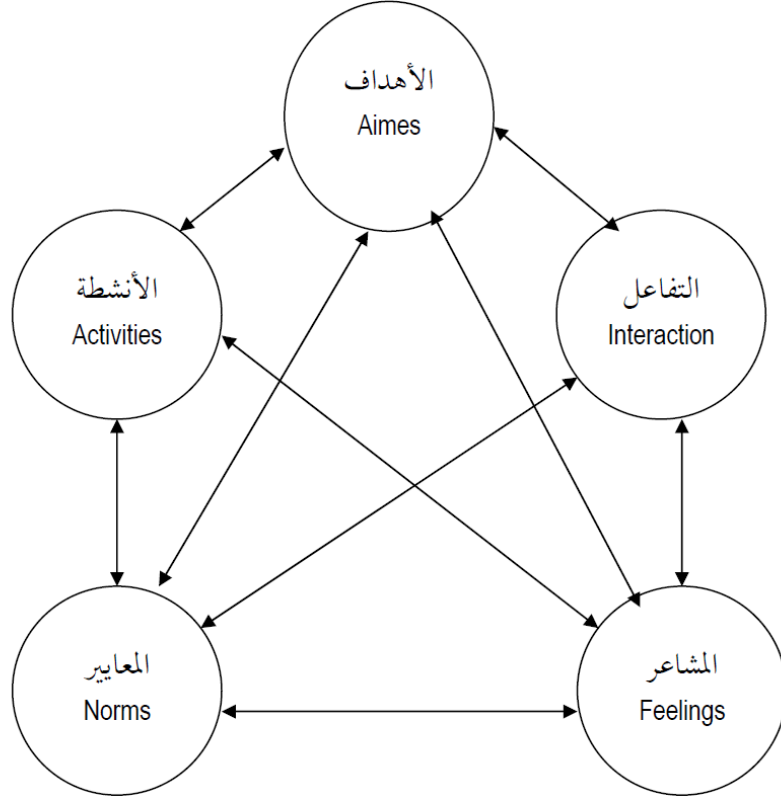 الأهداف
Aimes
الأنشطة
Activities
التفاعل
Interaction
المعايير
Norms
المشاعر
Feelings